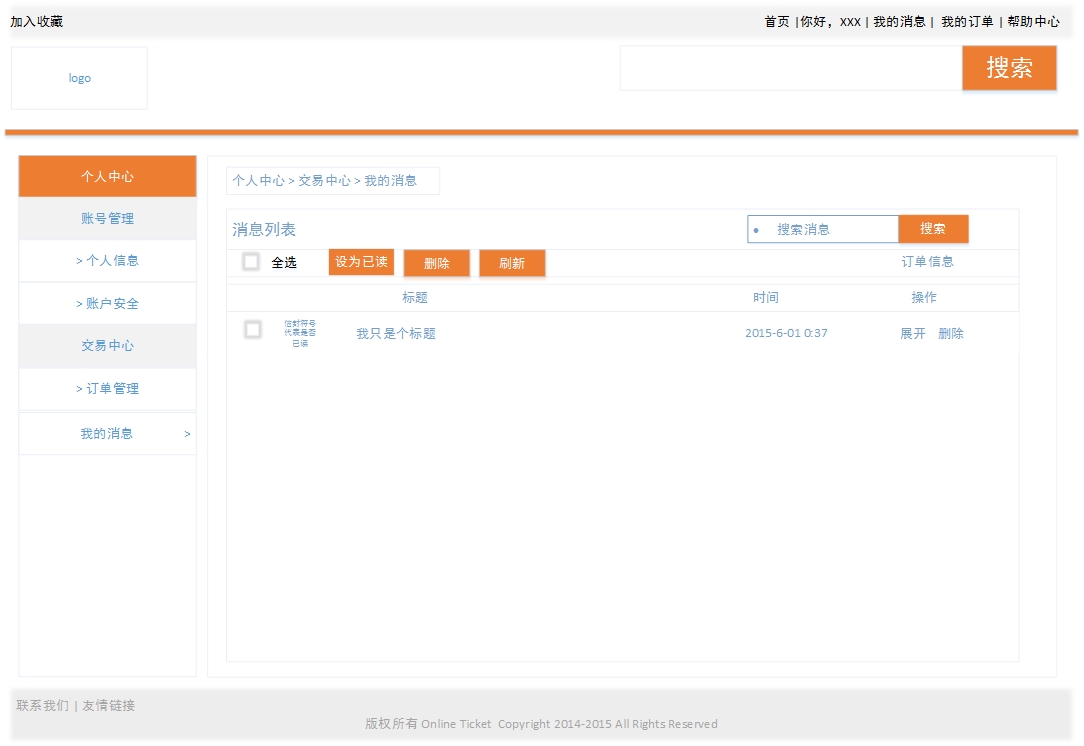 加入收藏 首页 |你好，XXX | 我的消息 | 我的订单 | 帮助中心
logo 搜索
个人中心
账号管理
> 个人信息
> 账户安全
交易中心
> 订单管理
我的消息 >
个人中心 > 交易中心 > 我的消息
消息列表 • 搜索消息 搜索
全选 设为已读 删除 刷新 订单信息
标题 时间 操作
信封符号
代表是否
已读
我只是个标题 2015-6-01 0:37 展开 删除
联系我们 | 友情链接
版权所有 Online Ticket Copyright 2014-2015 All Rights Reserved